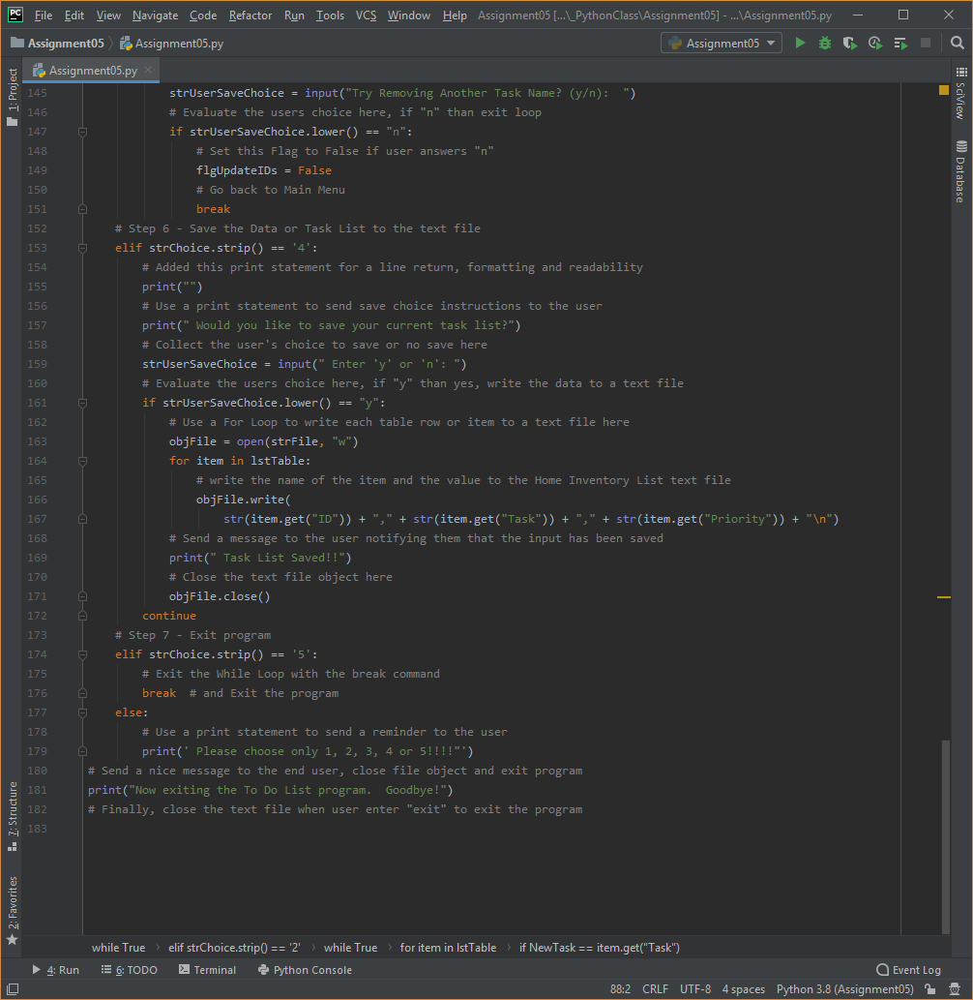 PC File Edit View Navigate Code Refactor Run Tools VCS Window Help Assignment05 [...\_PythonClass\Assignment05] - ...\Assignment05.py
Assignment05 Assignment05.py Assignment05
Assignment05.py
1: Project
SciView
Database
145 strUserSaveChoice = input("Try Removing Another Task Name? (y/n):  ")
146 # Evaluate the users choice here, if "n" than exit loop
147 if strUserSaveChoice.lower() == "n":
148 # Set this Flag to False if user answers "n"
149 flgUpdateIDs = False
150 # Go back to Main Menu
151 break
152 # Step 6 - Save the Data or Task List to the text file
153 elif strChoice.strip() == '4':
154 # Added this print statement for a line return, formatting and readability
155 print("")
156 # Use a print statement to send save choice instructions to the user
157 print(" Would you like to save your current task list?")
158 # Collect the user's choice to save or no save here
159 strUserSaveChoice = input(" Enter 'y' or 'n': ")
160 # Evaluate the users choice here, if "y" than yes, write the data to a text file
161 if strUserSaveChoice.lower() == "y":
162 # Use a For Loop to write each table row or item to a text file here
163 objFile = open(strFile, "w")
164 for item in lstTable:
165 # write the name of the item and the value to the Home Inventory List text file
166 objFile.write(
167 str(item.get("ID")) + "," + str(item.get("Task")) + "," + str(item.get("Priority")) + "\n")
168 # Send a message to the user notifying them that the input has been saved
169 print(" Task List Saved!!")
170 # Close the text file object here
171 objFile.close()
172 continue
173 # Step 7 - Exit program
174 elif strChoice.strip() == '5':
175 # Exit the While Loop with the break command
176 break  # and Exit the program
177 else:
178 # Use a print statement to send a reminder to the user
179 print(' Please choose only 1, 2, 3, 4 or 5!!!!"')
180 # Send a nice message to the end user, close file object and exit program
181 print("Now exiting the To Do List program.  Goodbye!")
182 # Finally, close the text file when user enter "exit" to exit the program
183
7: Structure
2: Favorites
while True › elif strChoice.strip() == '2' › while True › for item in lstTable › if NewTask == item.get("Task")
4: Run 6: TODO Terminal Python Console Event Log
88:2 CRLF UTF-8 4 spaces Python 3.8 (Assignment05)